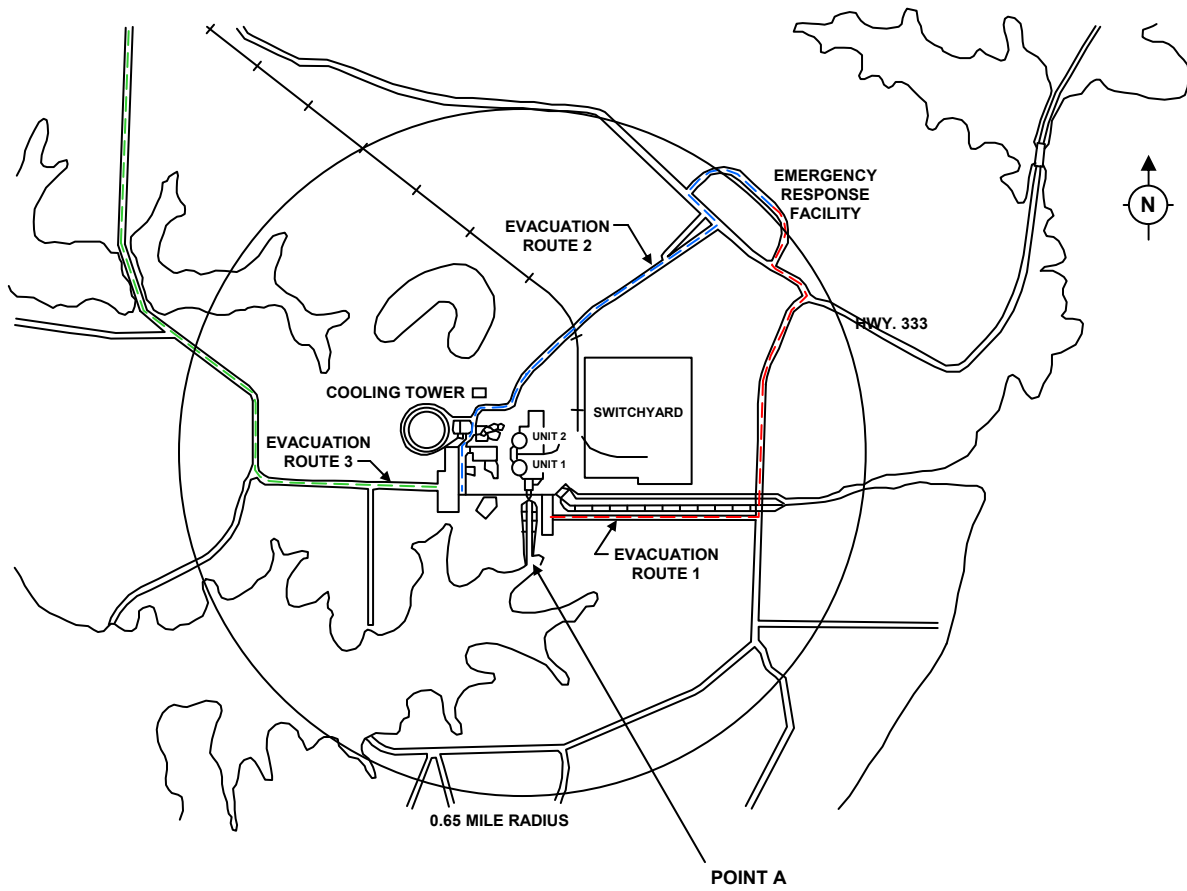 EMERGENCY
RESPONSE
FACILITY
N
EVACUATION
ROUTE 2
HWY. 333
COOLING TOWER
SWITCHYARD
UNIT 2
EVACUATION
ROUTE 3
UNIT 1
EVACUATION
ROUTE 1
0.65 MILE RADIUS
POINT A